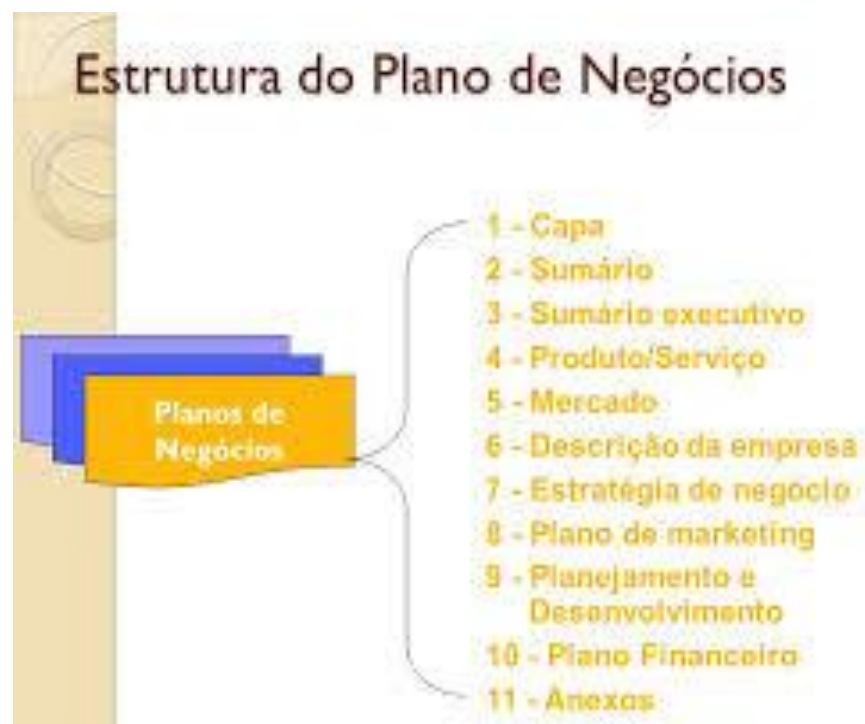 Estrutura do Plano de Negócios
Planos de
Negócios
1 - Capa
2 - Sumário
3 - Sumário executivo
4 - Produto/Serviço
5 - Mercado
6 - Descrição da empresa
7 - Estratégia de negócio
8 - Plano de marketing
9 - Planejamento e
Desenvolvimento
10 - Plano Financeiro
11 - Anexos